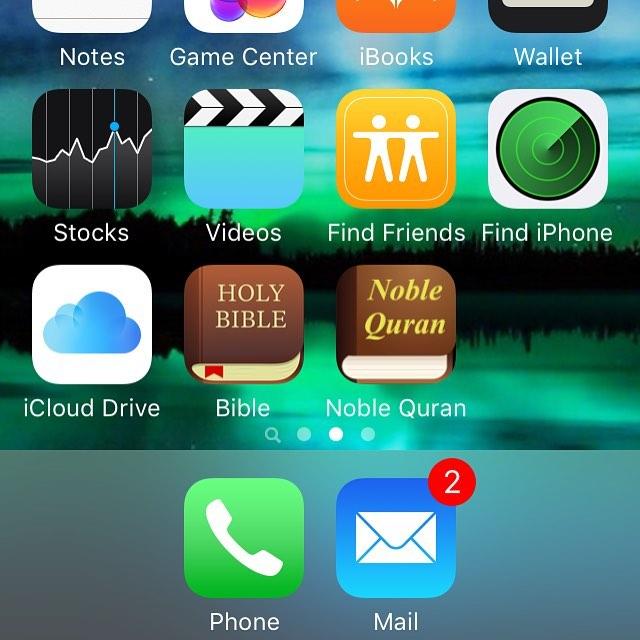 Notes Game Center iBooks Wallet
Stocks Videos Find Friends Find iPhone
HOLY
BIBLE
Noble
Quran
iCloud Drive Bible Noble Quran
2
Phone Mail